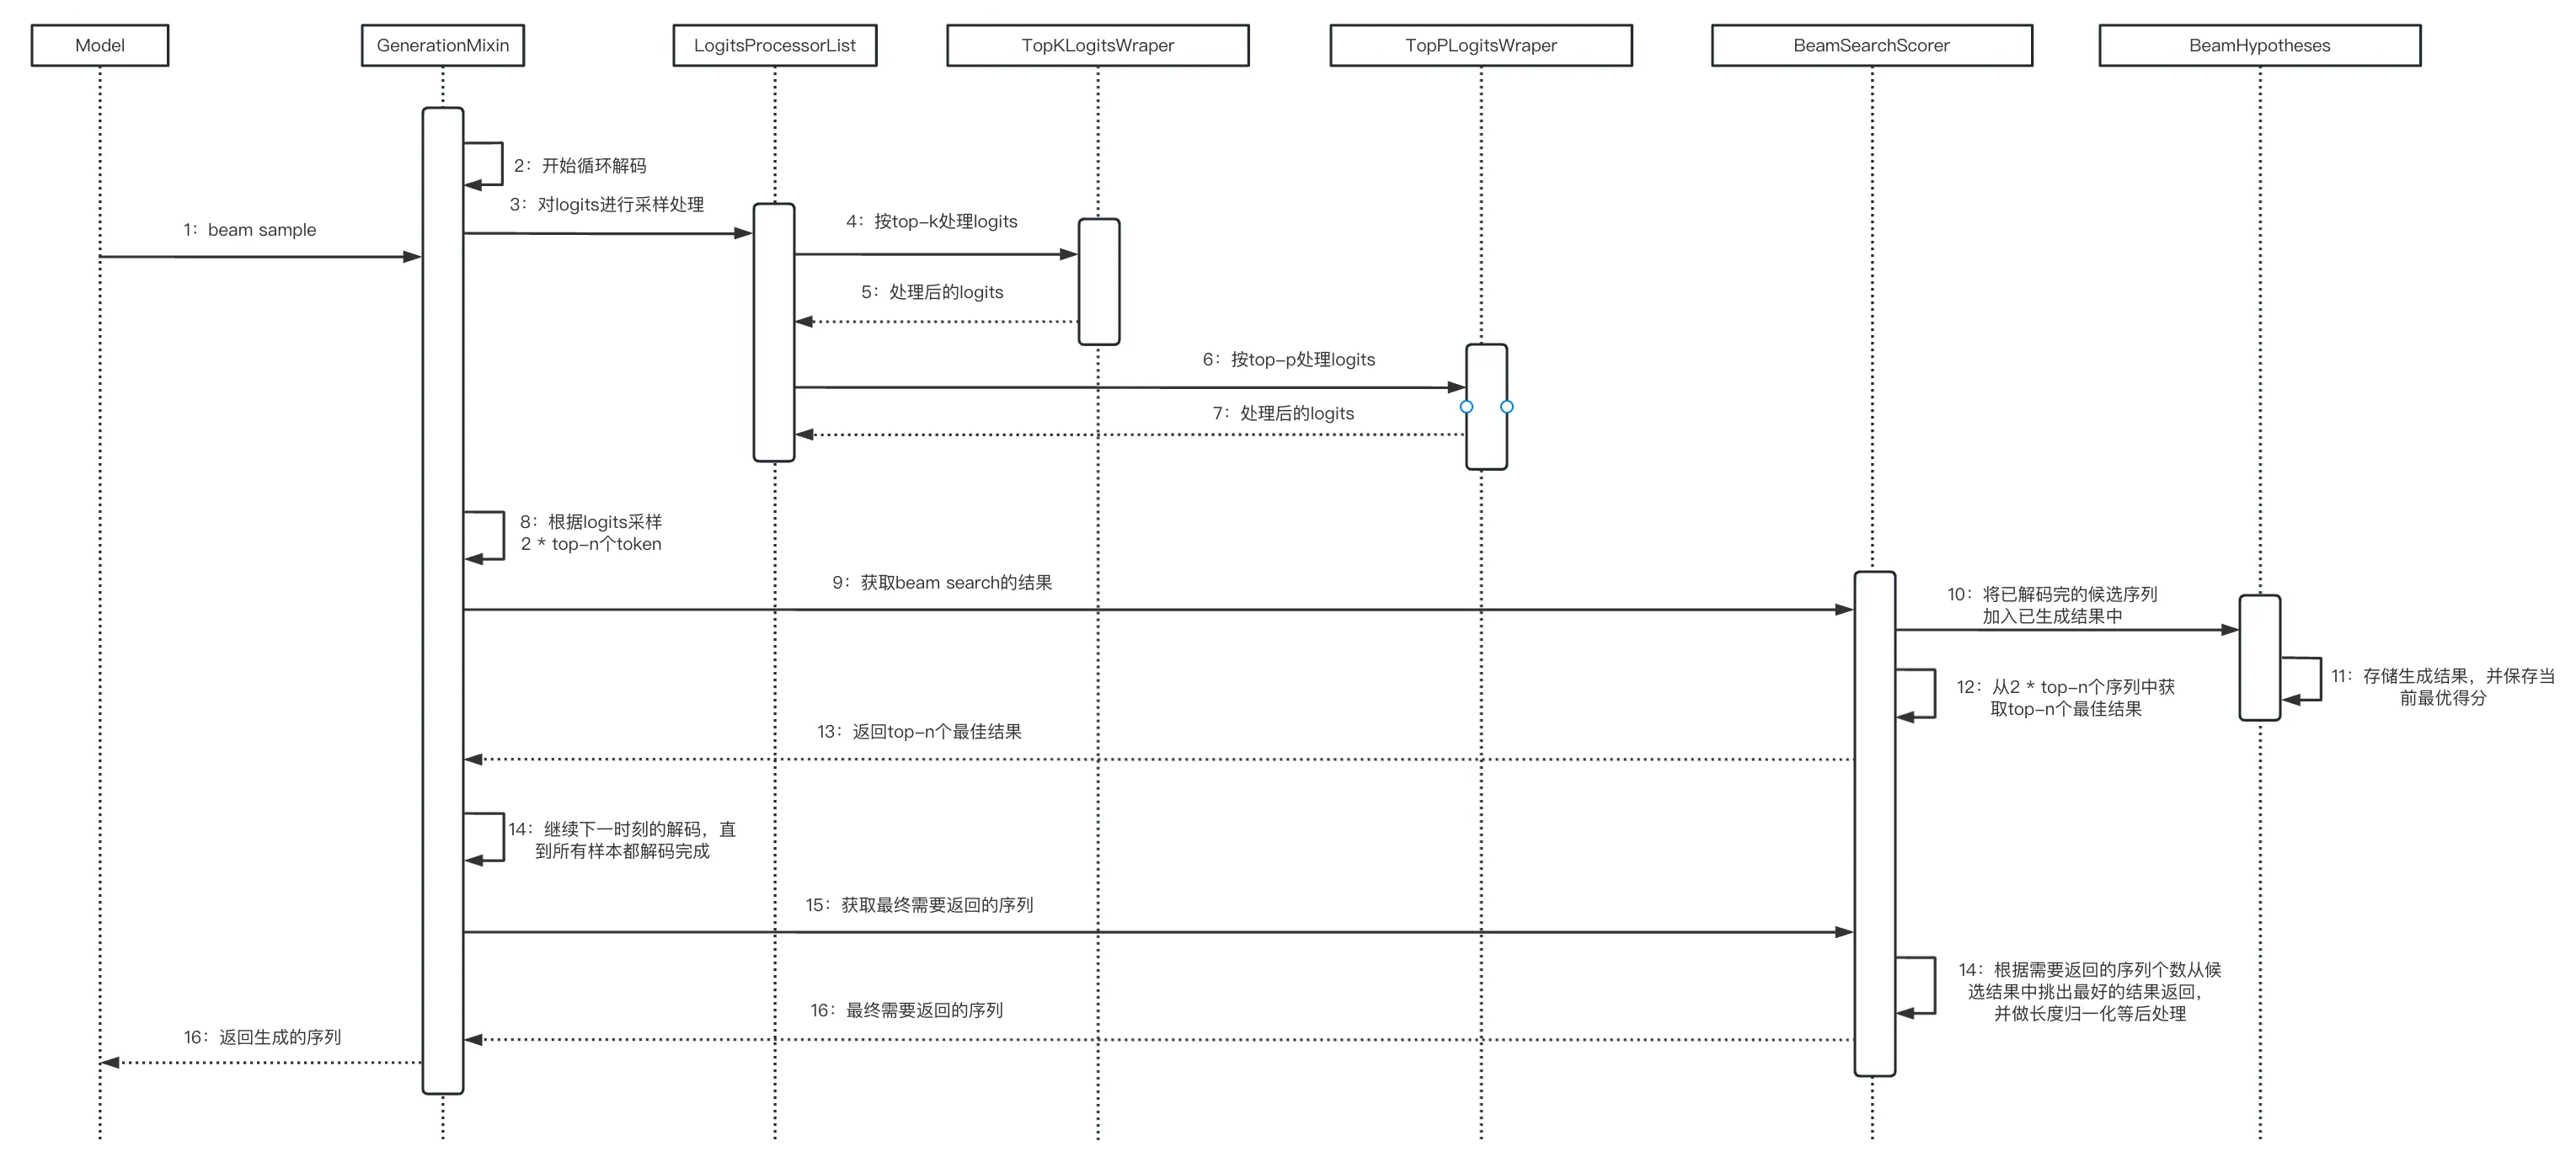 Model
GenerationMixin
LogitsProcessorList
TopKLogitsWraper
TopPLogitsWraper
BeamSearchScorer
BeamHypotheses
2：开始循环解码
3：对logits进行采样处理
1：beam sample
4：按top-k处理logits
5：处理后的logits
6：按top-p处理logits
7：处理后的logits
8：根据logits采样
2 * top-n个token
9：获取beam search的结果
10：将已解码完的候选序列
加入已生成结果中
11：存储生成结果，并保存当
前最优得分
12：从2 * top-n个序列中获
取top-n个最佳结果
13：返回top-n个最佳结果
14：继续下一时刻的解码，直
到所有样本都解码完成
15：获取最终需要返回的序列
14：根据需要返回的序列个数从候
选结果中挑出最好的结果返回，
并做长度归一化等后处理
16：最终需要返回的序列
16：返回生成的序列